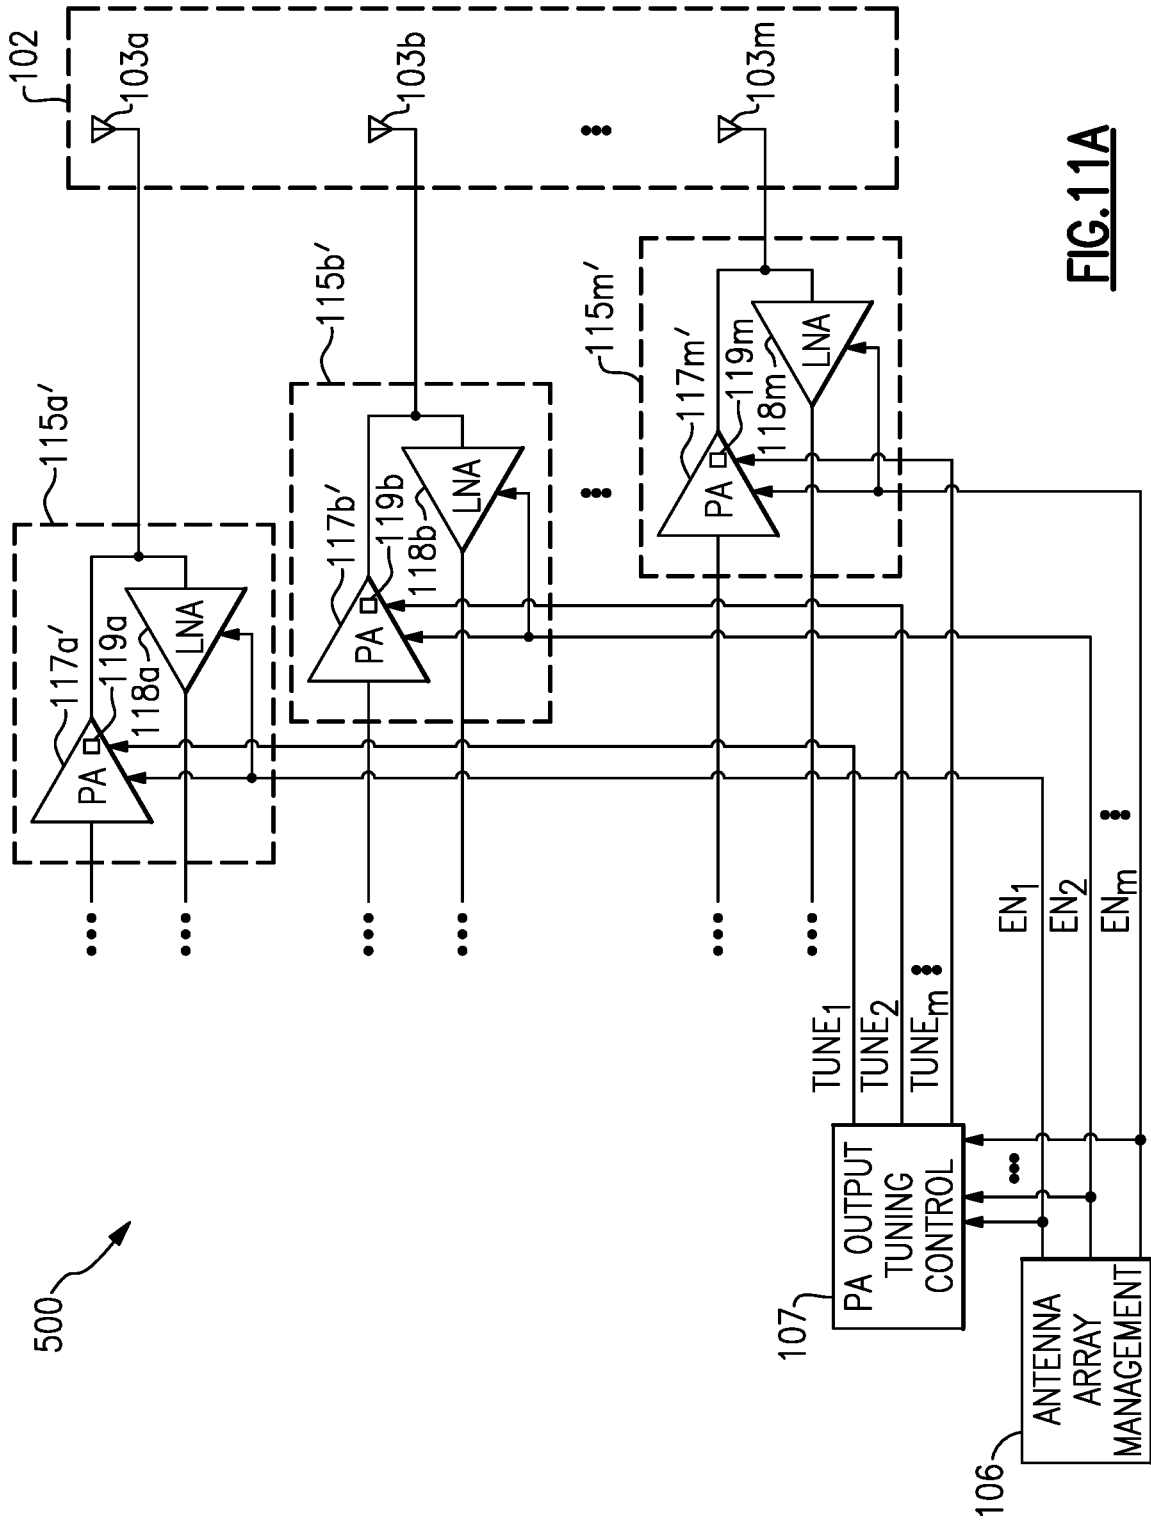 102
103a
103b
103m
115a′
117a′
PA
119a
118a
LNA
115b′
117b′
PA
119b
118b
LNA
115m′
117m′
PA
119m
118m
LNA
TUNE1
TUNE2
TUNEm
EN1
EN2
ENm
500
107
PA OUTPUT
TUNING
CONTROL
106
ANTENNA
ARRAY
MANAGEMENT
FIG.11A